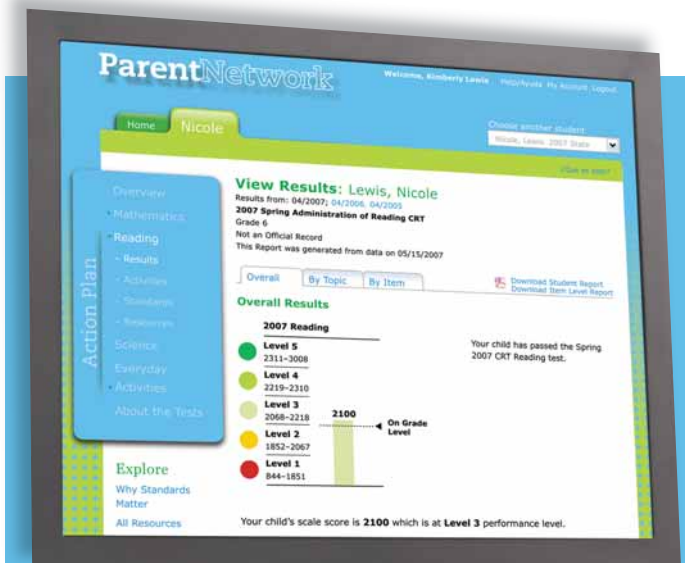 ParentNetwork
Welcome, Kimberly Lewis Help/Ayuda My Account Logout
Home Nicole
Choose another student
Nicole, Lewis 2007 State
View Results: Lewis, Nicole
Results from: 04/2007; 04/2006, 04/2005
2007 Spring Administration of Reading CRT
Grade 6
Not an Official Record
This Report was generated from data on 05/15/2007
Action Plan
Overview
Mathematics
Reading
- Results
- Activities
- Standards
- Resources
Science
Everyday
Activities
About the Tests
Explore
Why Standards
Matter
All Resources
Overall By Topic By Item
Download Student Report
Download Item Level Report
Overall Results
2007 Reading
Level 5
2311–3008
Level 4
2219–2310
Level 3
2068–2218
Level 2
1852–2067
Level 1
844–1851
2100
On Grade
Level
Your child has passed the Spring
2007 CRT Reading test.
Your child's scale score is 2100 which is at Level 3 performance level.